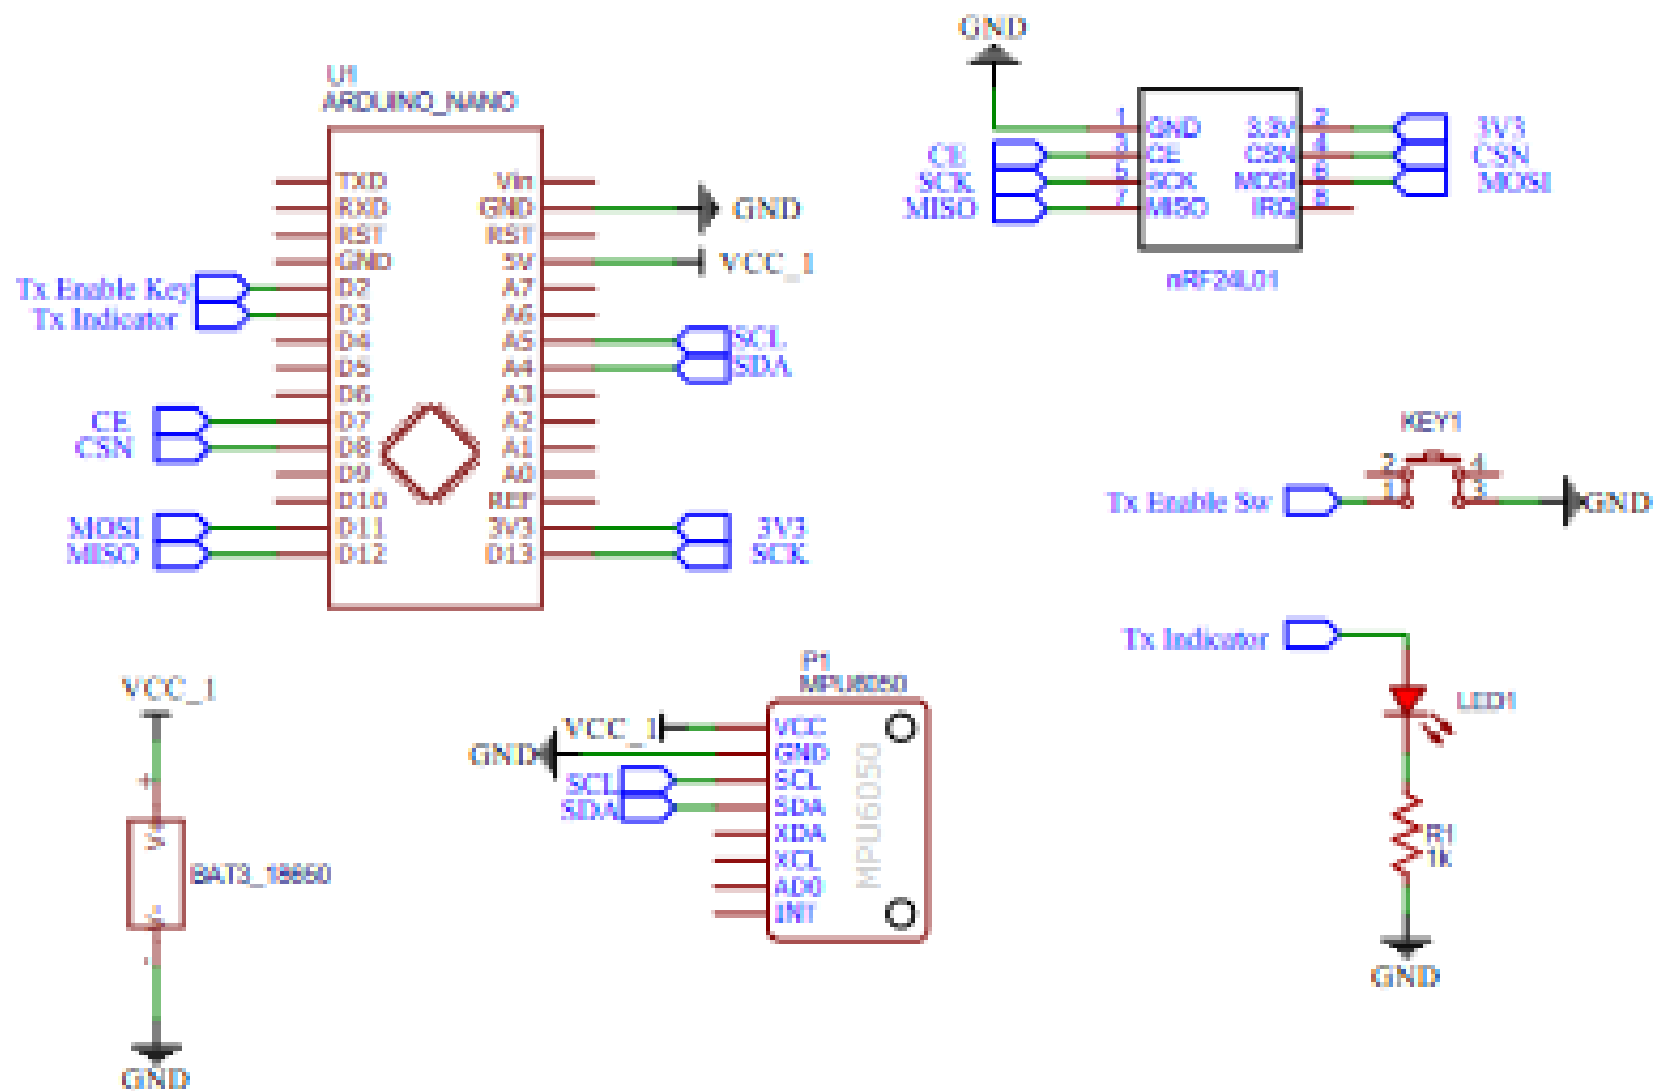 U1
ARDUINO_NANO
TXD
RXD
RST
GND
D2
D3
D4
D5
D6
D7
D8
D9
D10
D11
D12
Vin
GND
RST
5V
A7
A6
A5
A4
A3
A2
A1
A0
REF
3V3
D13
Tx Enable Key
Tx Indicator
CE
CSN
MOSI
MISO
GND
VCC_1
SCL
SDA
3V3
SCK
GND
1 GND
3 CE
5 SCK
7 MISO
3.3V 2
CSN 4
MOSI 6
IRQ 8
CE
SCK
MISO
3V3
CSN
MOSI
nRF24L01
KEY1
2 4
1 3
Tx Enable Sw
GND
Tx Indicator
LED1
R1
1k
GND
VCC_1
+
BAT3_18650
-
GND
P1
MPU6050
VCC_1
GND
SCL
SDA
VCC
GND
SCL
SDA
XDA
XCL
AD0
INT
MPU6050